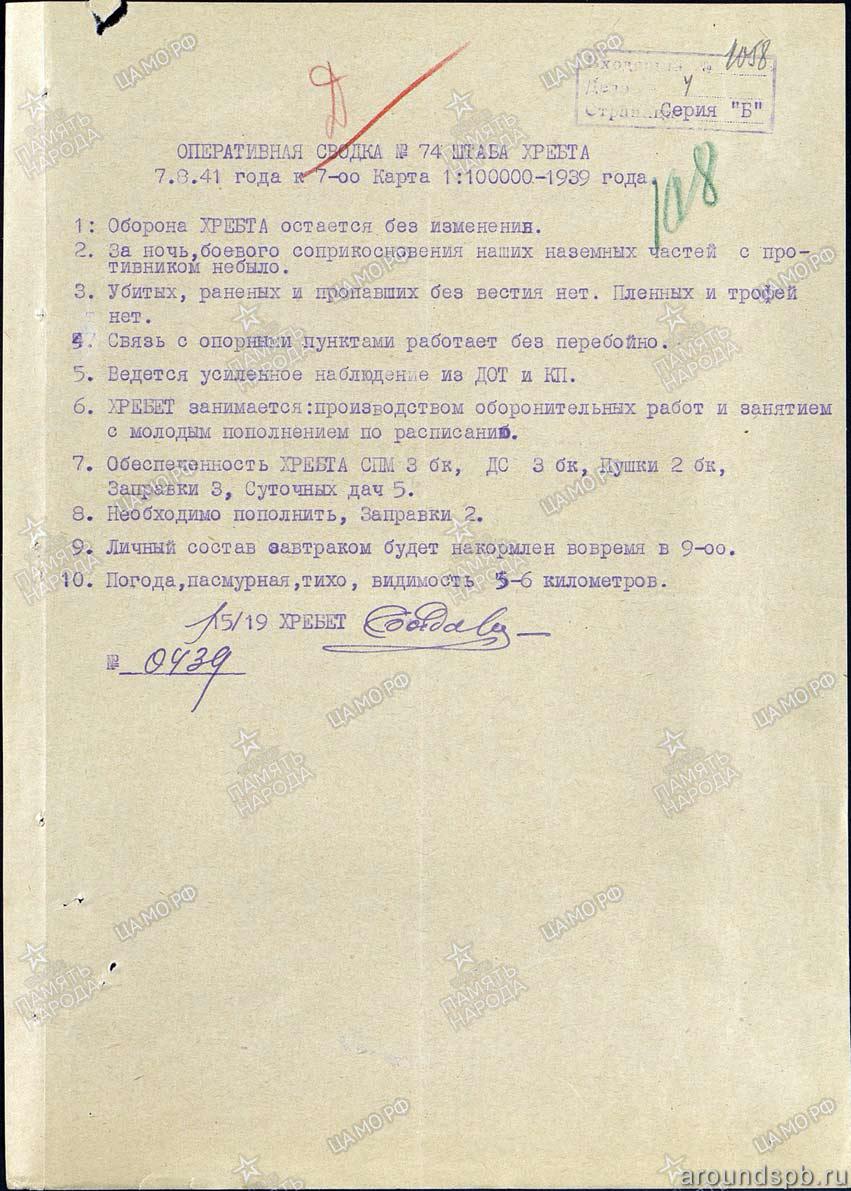 1058
Входящий №
Дело 4
Серия "Б"
Д
ОПЕРАТИВНАЯ СВОДКА № 74 ШТАБА ХРЕБТА
7.8.41 года к 7-оо Карта 1:100000-1939 года.
108
1: Оборона ХРЕБТА остается без изменения.
2. За ночь,боевого соприкосновения наших наземных частей с про-
тивником небыло.
3. Убитых, раненых и пропавших без вестия нет. Пленных и трофей
нет.
4. Связь с опорными пунктами работает без перебойно.
5. Ведется усиленное наблюдение из ДОТ и КП.
6. ХРЕБЕТ занимается:производством оборонительных работ и занятием
с молодым пополнением по расписанию.
7. Обеспеченность ХРЕБТА СПМ 3 бк, ДС 3 бк, Пушки 2 бк,
Заправки 3, Суточных дач 5.
8. Необходимо пополнить, Заправки 2.
9. Личный состав завтраком будет накормлен вовремя в 9-оо.
10. Погода,пасмурная,тихо, видимость 5-6 километров.
15/19 ХРЕБЕТ
№ 0439
ПАМЯТЬ НАРОДА
ЦА МО РФ
aroundspb.ru